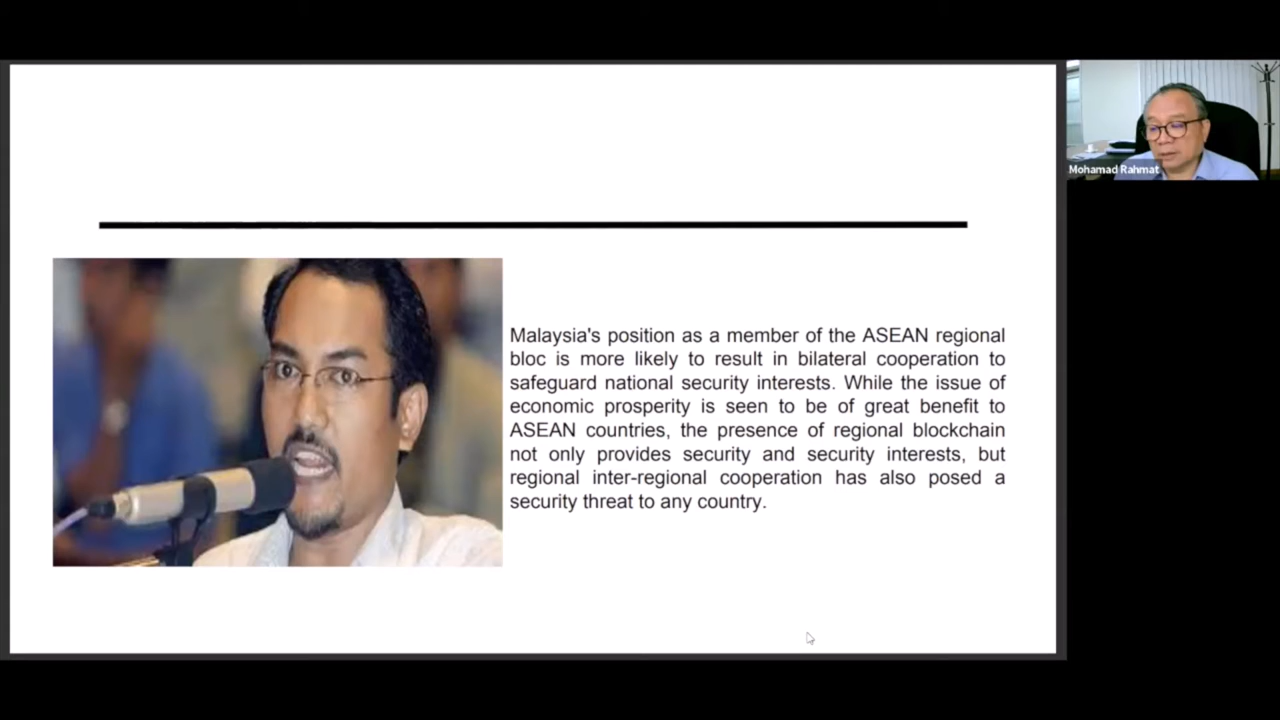 Malaysia's position as a member of the ASEAN regional
bloc is more likely to result in bilateral cooperation to
safeguard national security interests. While the issue of
economic prosperity is seen to be of great benefit to
ASEAN countries, the presence of regional blockchain
not only provides security and security interests, but
regional inter-regional cooperation has also posed a
security threat to any country.
Mohamad Rahmat